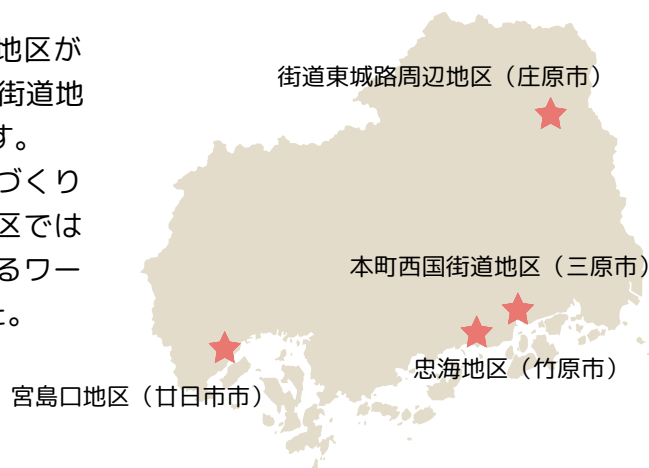 地区が
街道地
す。
づくり
区では
るワー
た。
街道東城路周辺地区（庄原市）
本町西国街道地区（三原市）
忠海地区（竹原市）
宮島口地区（廿日市市）